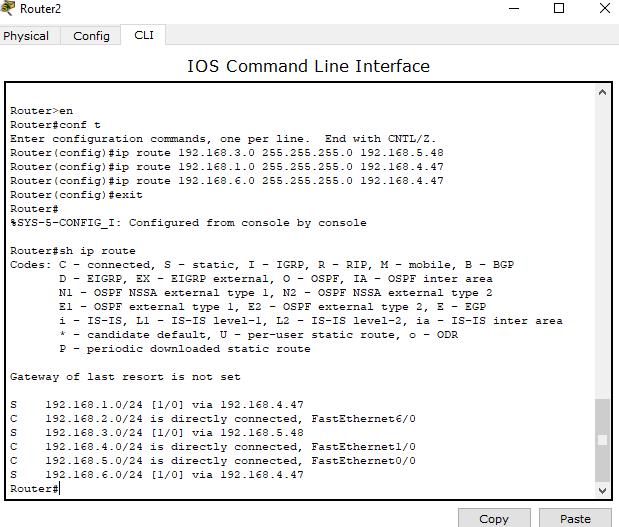 Router2
Physical Config CLI
IOS Command Line Interface
Router>en
Router#conf t
Enter configuration commands, one per line.  End with CNTL/Z.
Router(config)#ip route 192.168.3.0 255.255.255.0 192.168.5.48
Router(config)#ip route 192.168.1.0 255.255.255.0 192.168.4.47
Router(config)#ip route 192.168.6.0 255.255.255.0 192.168.4.47
Router(config)#exit
Router#
%SYS-5-CONFIG_I: Configured from console by console
Router#sh ip route
Codes: C - connected, S - static, I - IGRP, R - RIP, M - mobile, B - BGP
       D - EIGRP, EX - EIGRP external, O - OSPF, IA - OSPF inter area
       N1 - OSPF NSSA external type 1, N2 - OSPF NSSA external type 2
       E1 - OSPF external type 1, E2 - OSPF external type 2, E - EGP
       i - IS-IS, L1 - IS-IS level-1, L2 - IS-IS level-2, ia - IS-IS inter area
       * - candidate default, U - per-user static route, o - ODR
       P - periodic downloaded static route
Gateway of last resort is not set
S    192.168.1.0/24 [1/0] via 192.168.4.47
C    192.168.2.0/24 is directly connected, FastEthernet6/0
S    192.168.3.0/24 [1/0] via 192.168.5.48
C    192.168.4.0/24 is directly connected, FastEthernet1/0
C    192.168.5.0/24 is directly connected, FastEthernet0/0
S    192.168.6.0/24 [1/0] via 192.168.4.47
Router#
Copy Paste